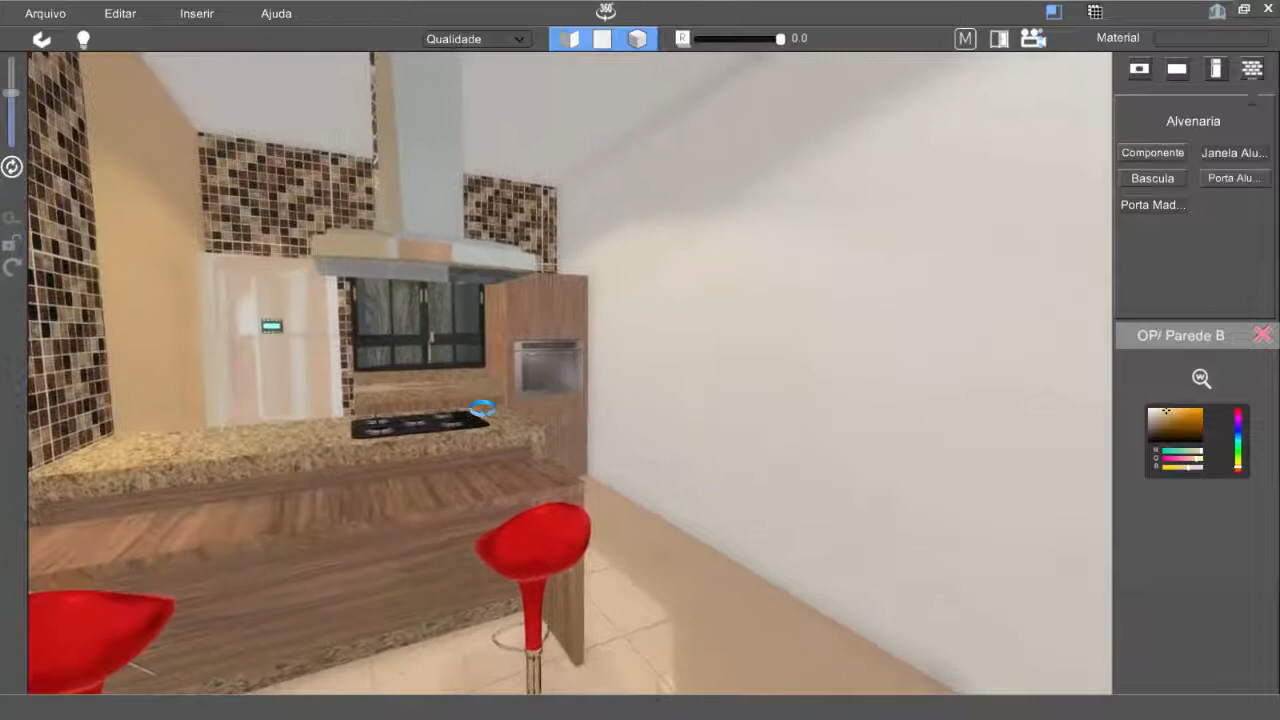 Arquivo Editar Inserir Ajuda 360
Qualidade R 0.0 M Material
Alvenaria
Componente Janela Alu...
Bascula Porta Alu...
Porta Mad...
OP/ Parede B
W
R
G
B